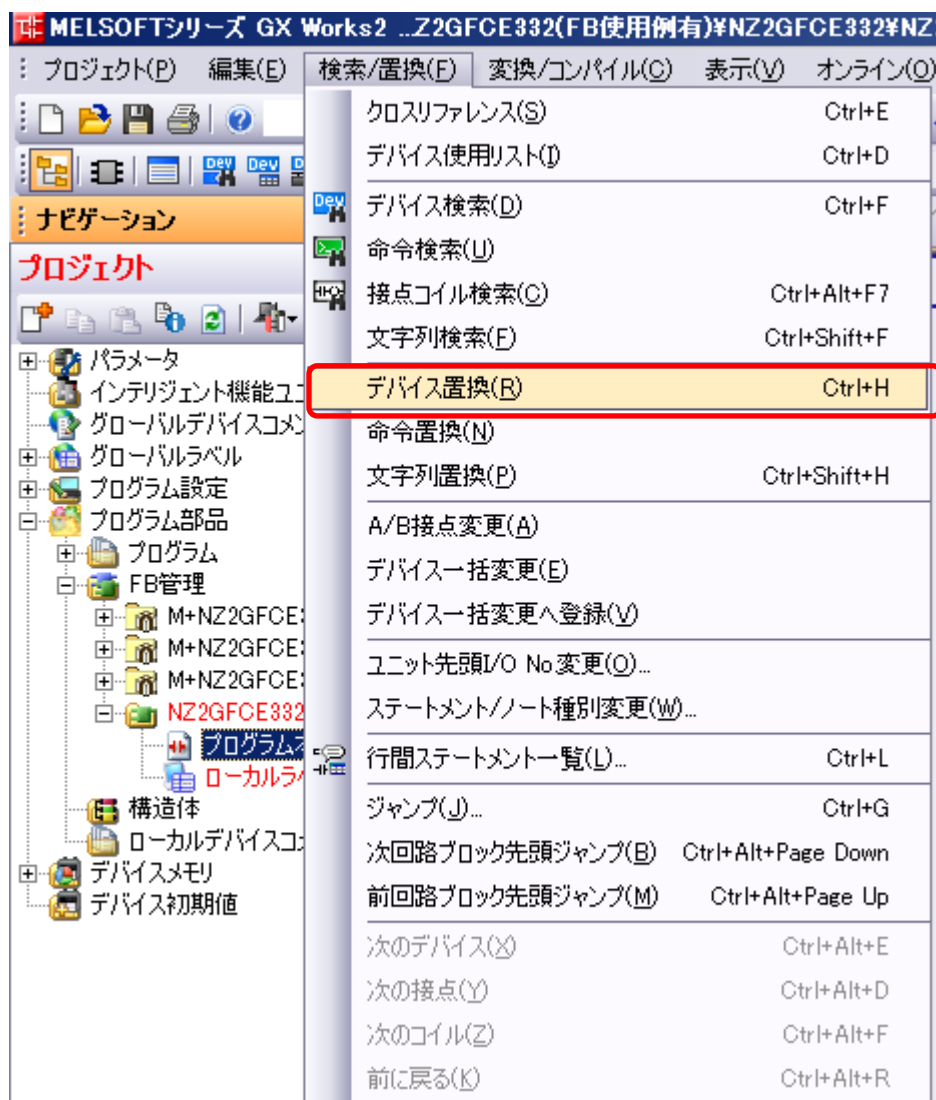 MELSOFTシリーズ GX Works2 ...Z2GFCE332(FB使用例有)¥NZ2GFCE332¥NZ
プロジェクト(P) 編集(E) 検索/置換(F) 変換/コンパイル(C) 表示(V) オンライン(O)
クロスリファレンス(S) Ctrl+E
デバイス使用リスト(I) Ctrl+D
デバイス検索(D) Ctrl+F
命令検索(U)
接点コイル検索(C) Ctrl+Alt+F7
文字列検索(F) Ctrl+Shift+F
デバイス置換(R) Ctrl+H
命令置換(N)
文字列置換(P) Ctrl+Shift+H
A/B接点変更(A)
デバイス一括変更(E)
デバイス一括変更へ登録(V)
ユニット先頭I/O No.変更(O)...
ステートメント/ノート種別変更(W)...
行間ステートメント一覧(L)... Ctrl+L
ジャンプ(J)... Ctrl+G
次回路ブロック先頭ジャンプ(B) Ctrl+Alt+Page Down
前回路ブロック先頭ジャンプ(M) Ctrl+Alt+Page Up
次のデバイス(X) Ctrl+Alt+E
次の接点(Y) Ctrl+Alt+D
次のコイル(Z) Ctrl+Alt+F
前に戻る(K) Ctrl+Alt+R
Dev Dev
ナビゲーション
プロジェクト
パラメータ
インテリジェント機能ユニ
グローバルデバイスコメン
グローバルラベル
プログラム設定
プログラム部品
プログラム
FB管理
M+NZ2GFCE
M+NZ2GFCE
M+NZ2GFCE
NZ2GFCE332
プログラム
ローカルラ
構造体
ローカルデバイスコ
デバイスメモリ
デバイス初期値